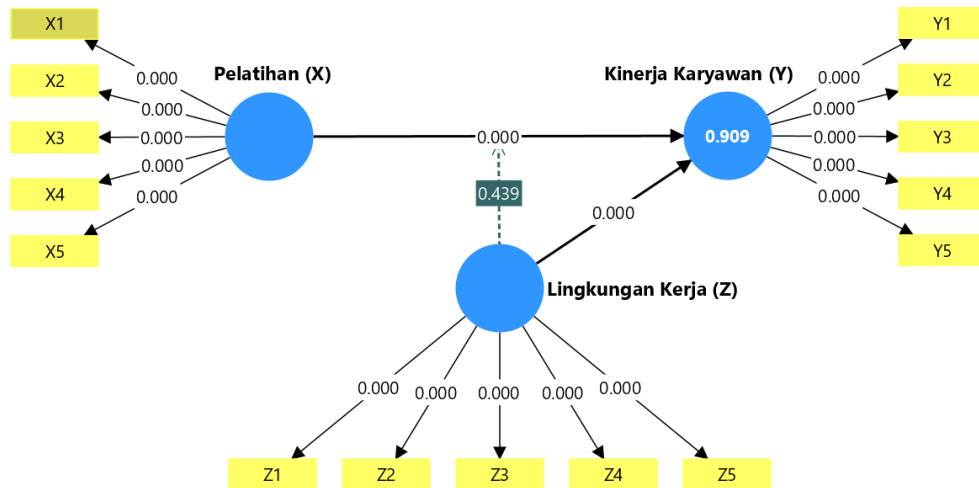 X1
X2
X3
X4
X5
0.000
0.000
0.000
0.000
0.000
Pelatihan (X)
0.000
0.439
0.000
Kinerja Karyawan (Y)
0.909
0.000
0.000
0.000
0.000
0.000
Y1
Y2
Y3
Y4
Y5
Lingkungan Kerja (Z)
0.000
0.000
0.000
0.000
0.000
Z1
Z2
Z3
Z4
Z5